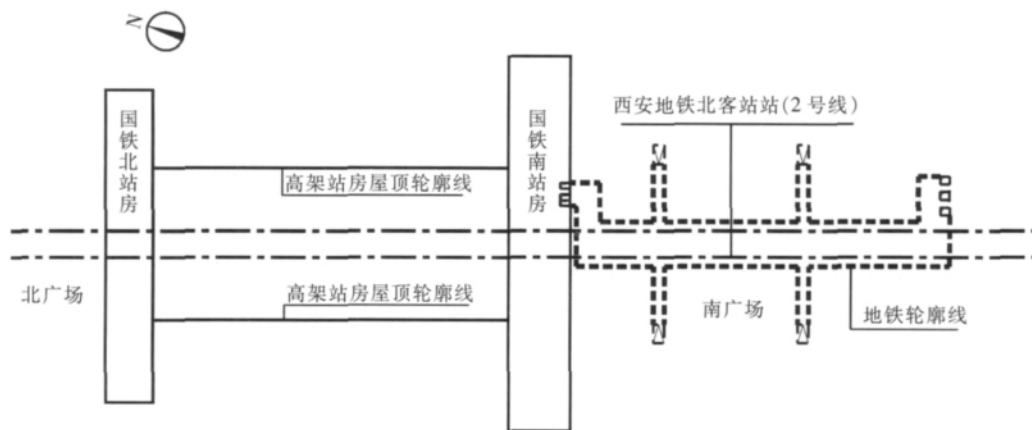 N
国铁北站房
国铁南站房
西安地铁北客站站(2号线)
高架站房屋顶轮廓线
北广场
高架站房屋顶轮廓线
南广场
地铁轮廓线